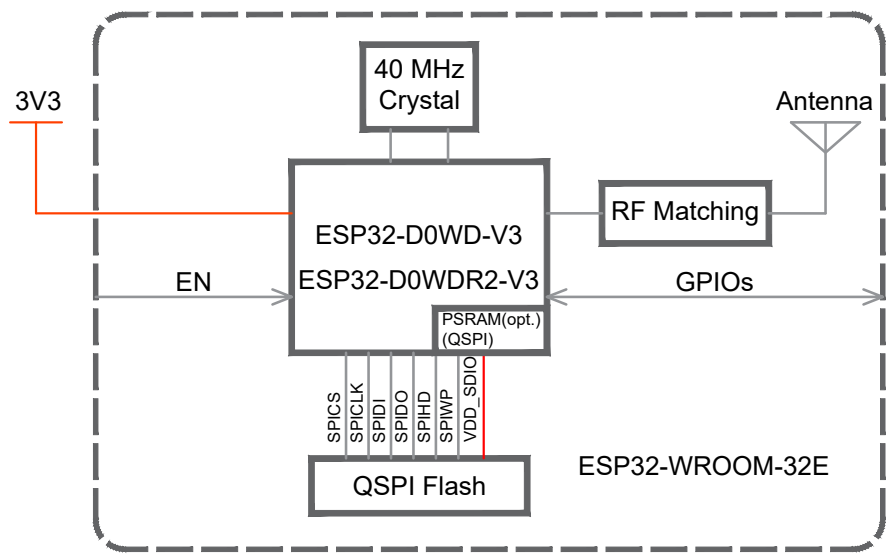 40 MHz
Crystal
3V3
Antenna
RF Matching
ESP32-D0WD-V3
ESP32-D0WDR2-V3
EN
GPIOs
PSRAM(opt.)
(QSPI)
SPICS
SPICLK
SPIDI
SPIDO
SPIHD
SPIWP
VDD_SDIO
ESP32-WROOM-32E
QSPI Flash